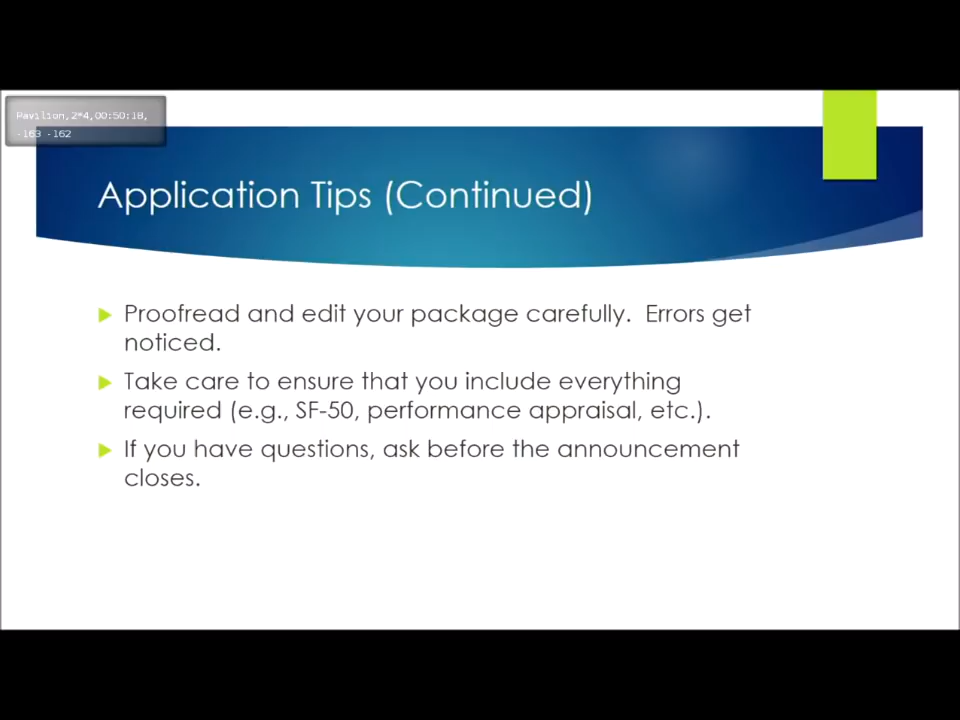 Pavilion,2*4,00:50:18,
-163 -162
Application Tips (Continued)
Proofread and edit your package carefully.  Errors get
noticed.
Take care to ensure that you include everything
required (e.g., SF-50, performance appraisal, etc.).
If you have questions, ask before the announcement
closes.